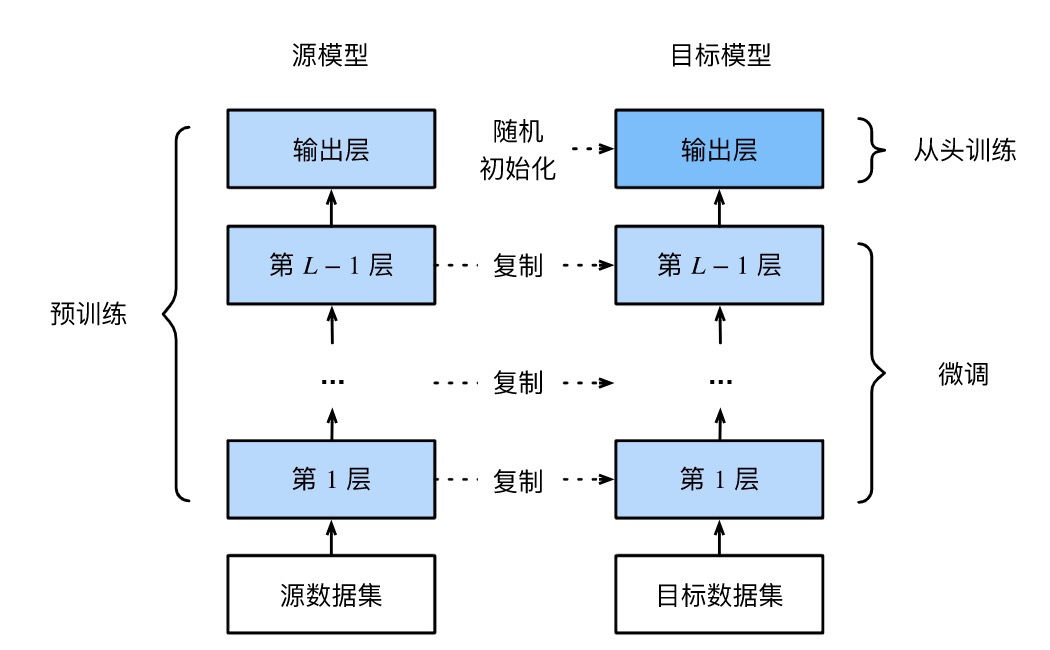 源模型
目标模型
输出层
随机
初始化
输出层
从头训练
第 L – 1 层
复制
第 L – 1 层
预训练
...
复制
...
微调
第 1 层
复制
第 1 层
源数据集
目标数据集